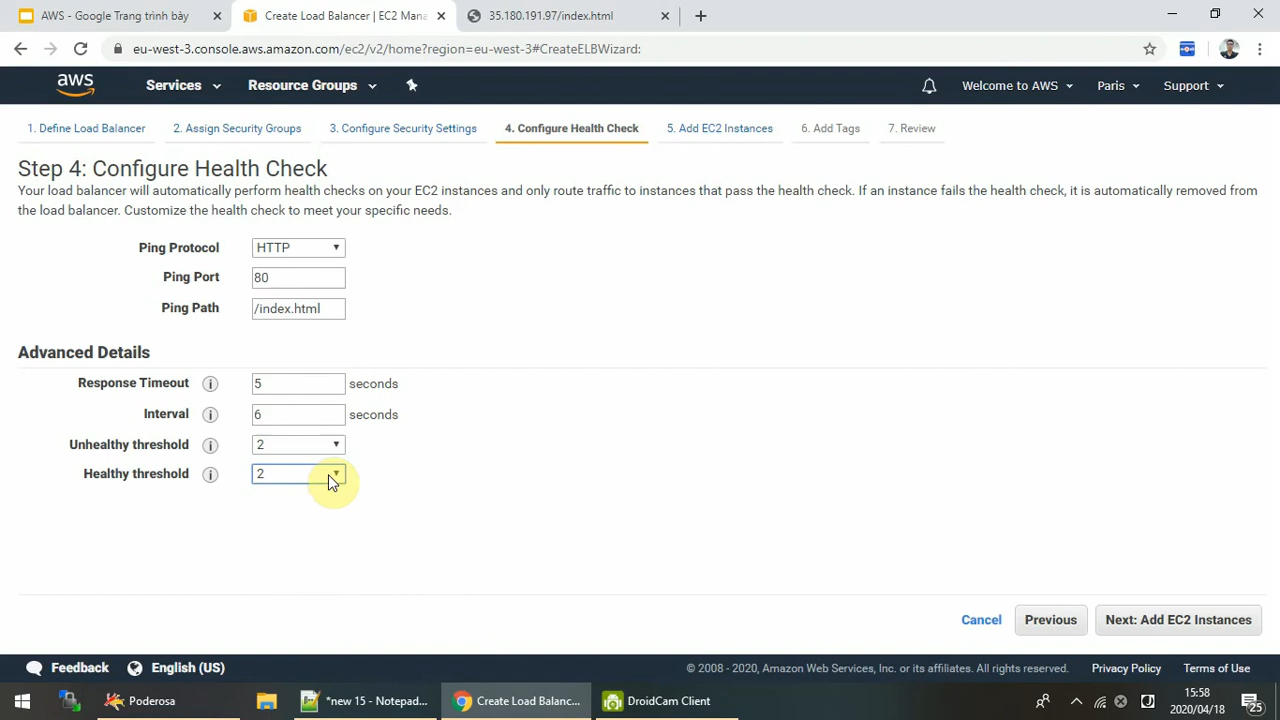 AWS - Google Trang trình bày
Create Load Balancer | EC2 Mana
35.180.191.97/index.html
eu-west-3.console.aws.amazon.com/ec2/v2/home?region=eu-west-3#CreateELBWizard:
aws
Services
Resource Groups
Welcome to AWS
Paris
Support
1. Define Load Balancer
2. Assign Security Groups
3. Configure Security Settings
4. Configure Health Check
5. Add EC2 Instances
6. Add Tags
7. Review
Step 4: Configure Health Check
Your load balancer will automatically perform health checks on your EC2 instances and only route traffic to instances that pass the health check. If an instance fails the health check, it is automatically removed from
the load balancer. Customize the health check to meet your specific needs.
Ping Protocol HTTP
Ping Port 80
Ping Path /index.html
Advanced Details
Response Timeout i 5 seconds
Interval i 6 seconds
Unhealthy threshold i 2
Healthy threshold i 2
Cancel
Previous
Next: Add EC2 Instances
Feedback
English (US)
© 2008 - 2020, Amazon Web Services, Inc. or its affiliates. All rights reserved.
Privacy Policy
Terms of Use
Poderosa
*new 15 - Notepad...
Create Load Balanc...
DroidCam Client
15:58
2020/04/18
25